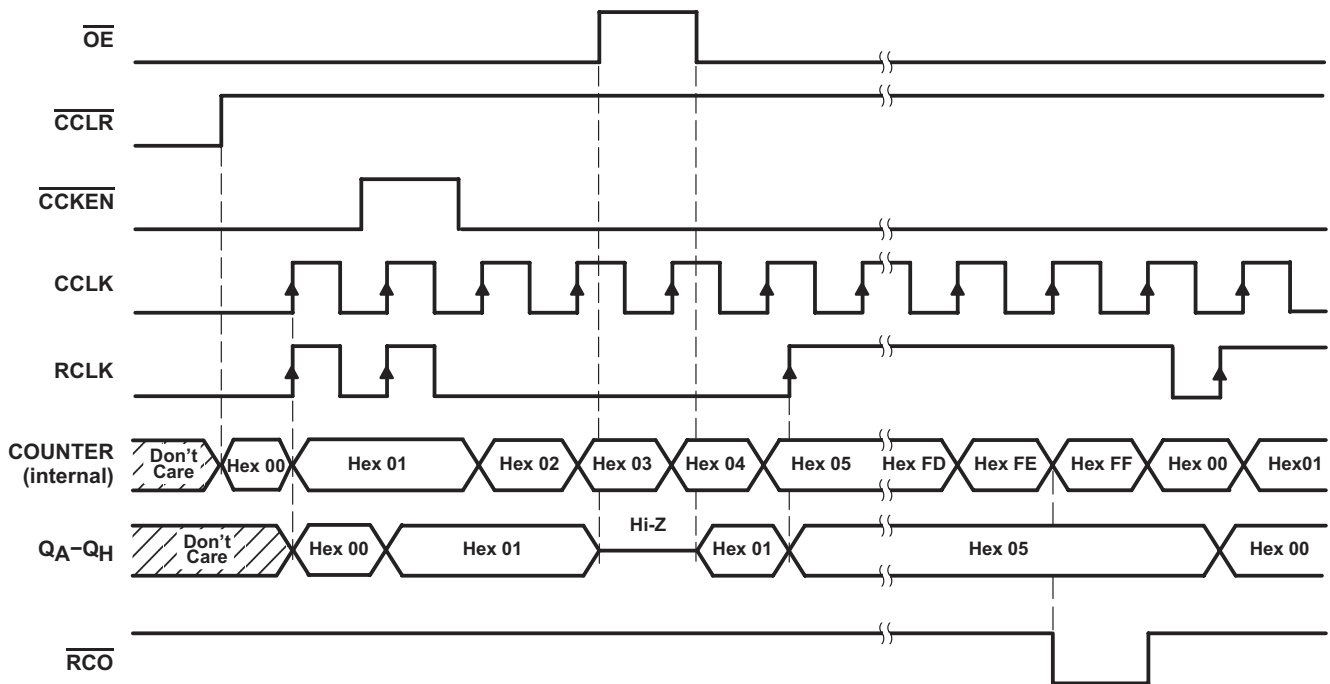 OE
CCLR
CCKEN
CCLK
RCLK
COUNTER
(internal)
Don't
Care
Hex 00
Hex 01
Hex 02
Hex 03
Hex 04
Hex 05
Hex FD
Hex FE
Hex FF
Hex 00
Hex01
QA–QH
Don't
Care
Hex 00
Hex 01
Hi-Z
Hex 01
Hex 05
Hex 00
RCO